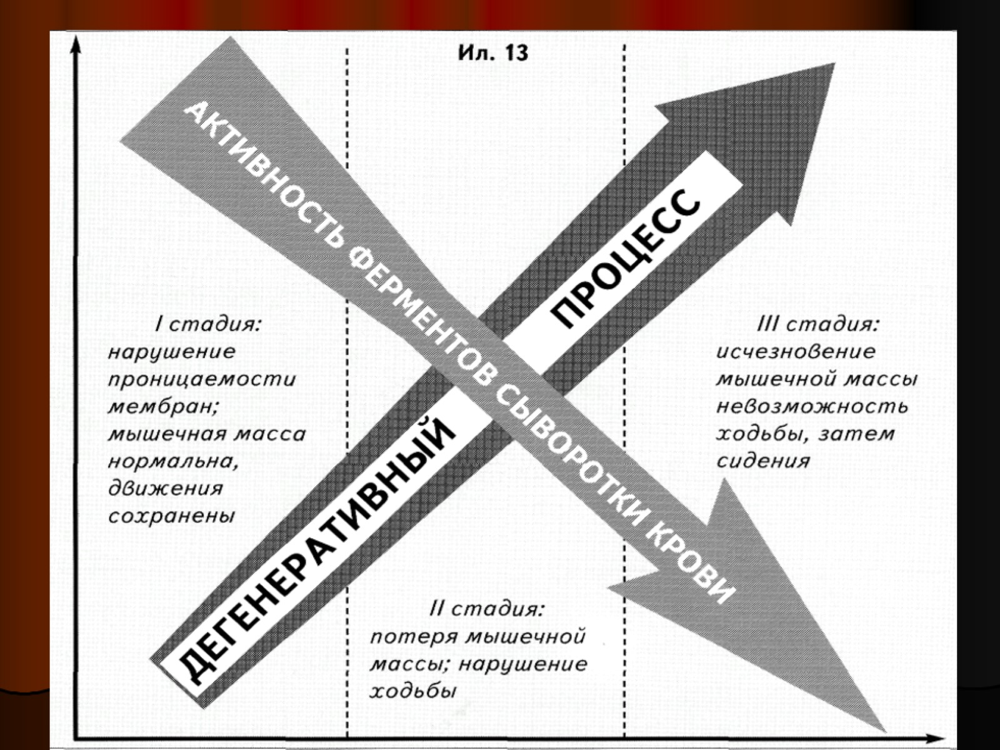 Ил. 13
АКТИВНОСТЬ ФЕРМЕНТОВ СЫВОРОТКИ КРОВИ
ДЕГЕНЕРАТИВНЫЙ ПРОЦЕСС
I стадия:
нарушение
проницаемости
мембран;
мышечная масса
нормальна,
движения
сохранены
II стадия:
потеря мышечной
массы; нарушение
ходьбы
III стадия:
исчезновение
мышечной массы
невозможность
ходьбы, затем
сидения